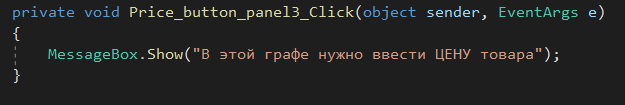 private void Price_button_panel3_Click(object sender, EventArgs e)
{
MessageBox.Show("В этой графе нужно ввести ЦЕНУ товара");
}